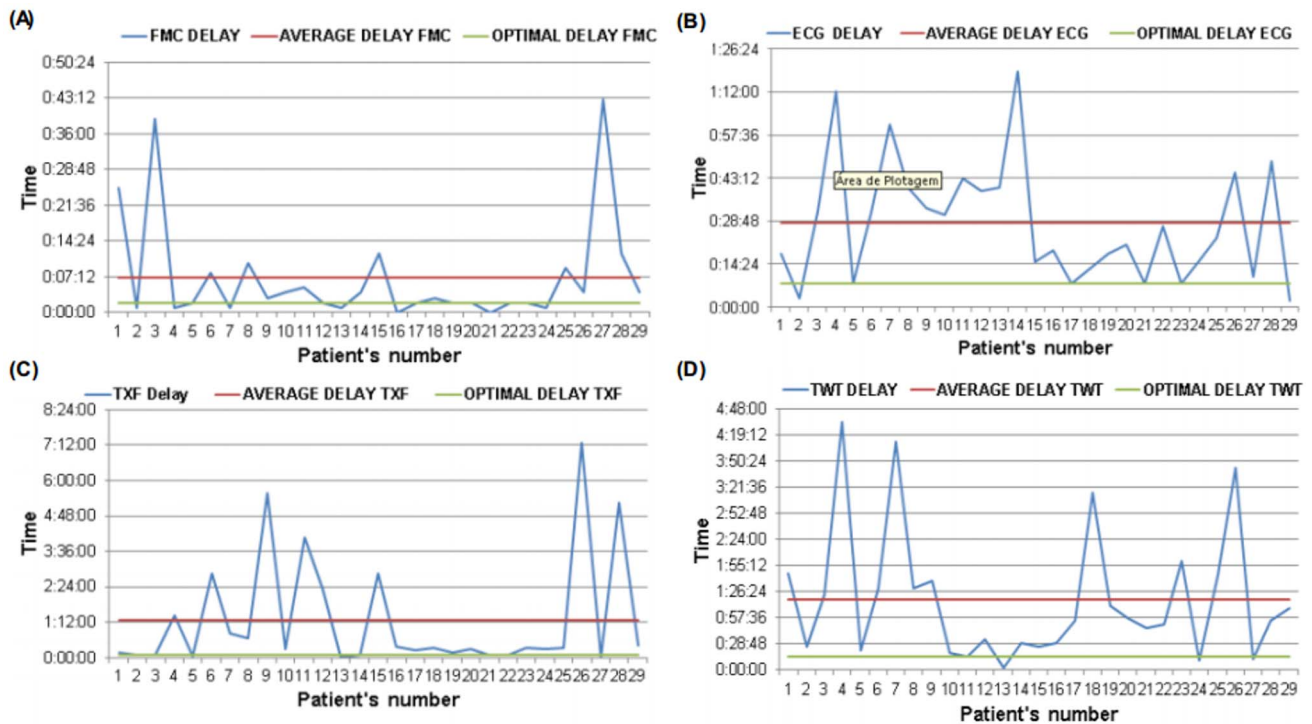 (A)
FMC DELAY AVERAGE DELAY FMC OPTIMAL DELAY FMC
0:50:24
0:43:12
0:36:00
0:28:48
0:21:36
0:14:24
0:07:12
0:00:00
Time
1 2 3 4 5 6 7 8 9 10 11 12 13 14 15 16 17 18 19 20 21 22 23 24 25 26 27 28 29
Patient's number
(B)
ECG DELAY AVERAGE DELAY ECG OPTIMAL DELAY ECG
1:26:24
1:12:00
0:57:36
0:43:12
0:28:48
0:14:24
0:00:00
Time
Área de Plotagem
1 2 3 4 5 6 7 8 9 10 11 12 13 14 15 16 17 18 19 20 21 22 23 24 25 26 27 28 29
Patient's number
(C)
TXF Delay AVERAGE DELAY TXF OPTIMAL DELAY TXF
8:24:00
7:12:00
6:00:00
4:48:00
3:36:00
2:24:00
1:12:00
0:00:00
Time
1 2 3 4 5 6 7 8 9 10 11 12 13 14 15 16 17 18 19 20 21 22 23 24 25 26 27 28 29
Patient's number
(D)
TWT DELAY AVERAGE DELAY TWT OPTIMAL DELAY TWT
4:48:00
4:19:12
3:50:24
3:21:36
2:52:48
2:24:00
1:55:12
1:26:24
0:57:36
0:28:48
0:00:00
Time
1 2 3 4 5 6 7 8 9 10 11 12 13 14 15 16 17 18 19 20 21 22 23 24 25 26 27 28 29
Patient's number